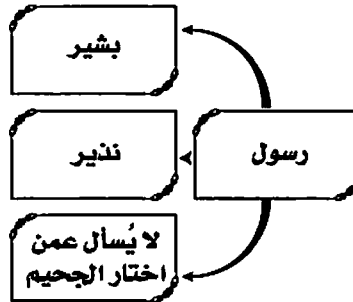 بشير
رسول
نذير
لا يُسأل عمن
اختار الجحيم